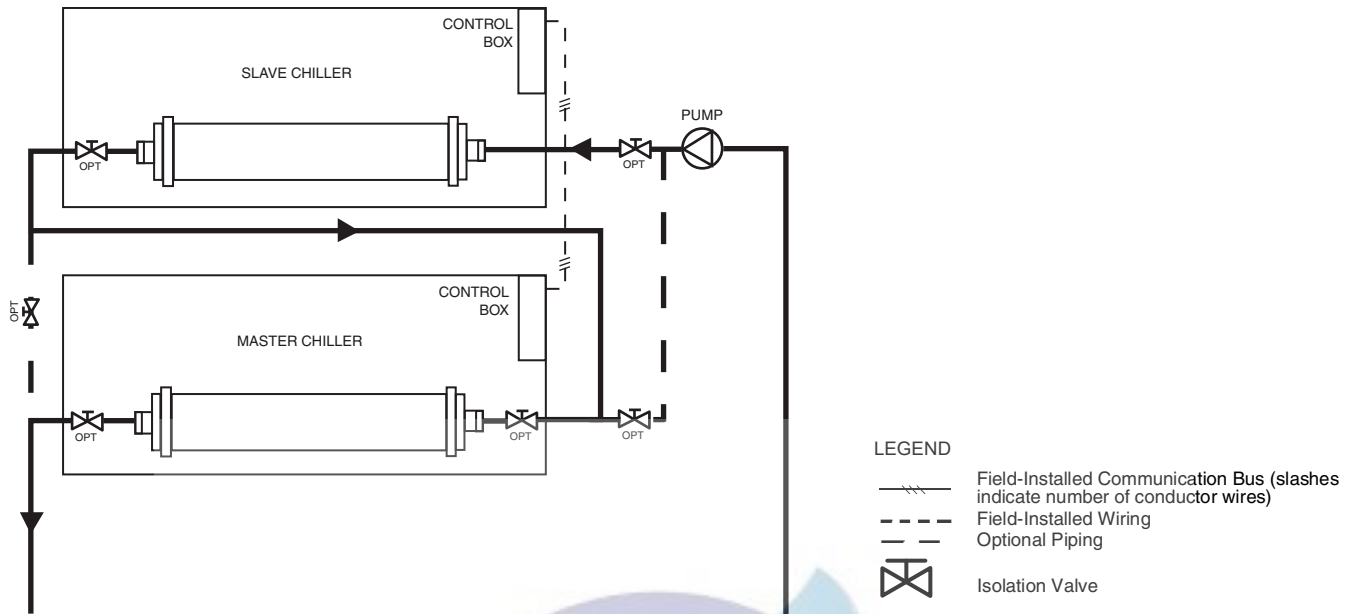 CONTROL
BOX
SLAVE CHILLER
PUMP
OPT
OPT
CONTROL
BOX
OPT
MASTER CHILLER
OPT
OPT
OPT
LEGEND
Field-Installed Communication Bus (slashes
indicate number of conductor wires)
Field-Installed Wiring
Optional Piping
Isolation Valve